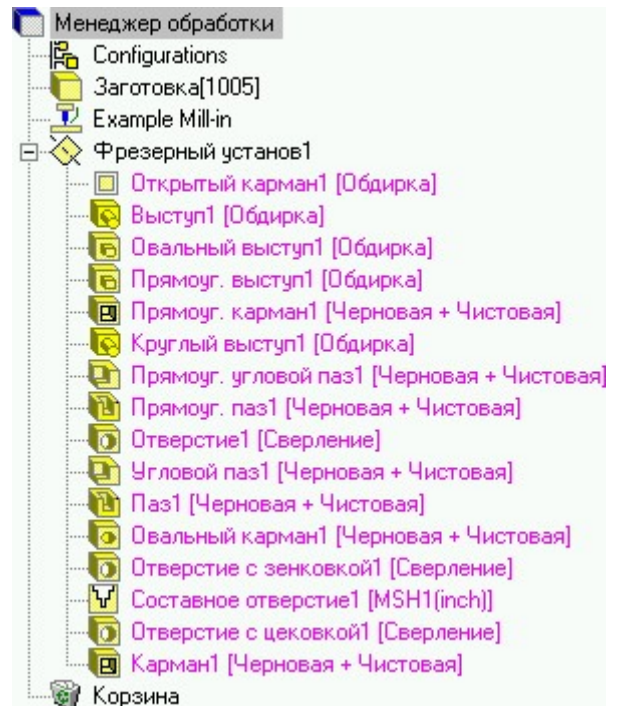 Менеджер обработки
Configurations
Заготовка[1005]
Example Mill-in
Фрезерный установ1
Открытый карман1 [Обдирка]
Выступ1 [Обдирка]
Овальный выступ1 [Обдирка]
Прямоуг. выступ1 [Обдирка]
Прямоуг. карман1 [Черновая + Чистовая]
Круглый выступ1 [Обдирка]
Прямоуг. угловой паз1 [Черновая + Чистовая]
Прямоуг. паз1 [Черновая + Чистовая]
Отверстие1 [Сверление]
Угловой паз1 [Черновая + Чистовая]
Паз1 [Черновая + Чистовая]
Овальный карман1 [Черновая + Чистовая]
Отверстие с зенковкой1 [Сверление]
Составное отверстие1 [MSH1(inch)]
Отверстие с цековкой1 [Сверление]
Карман1 [Черновая + Чистовая]
Корзина